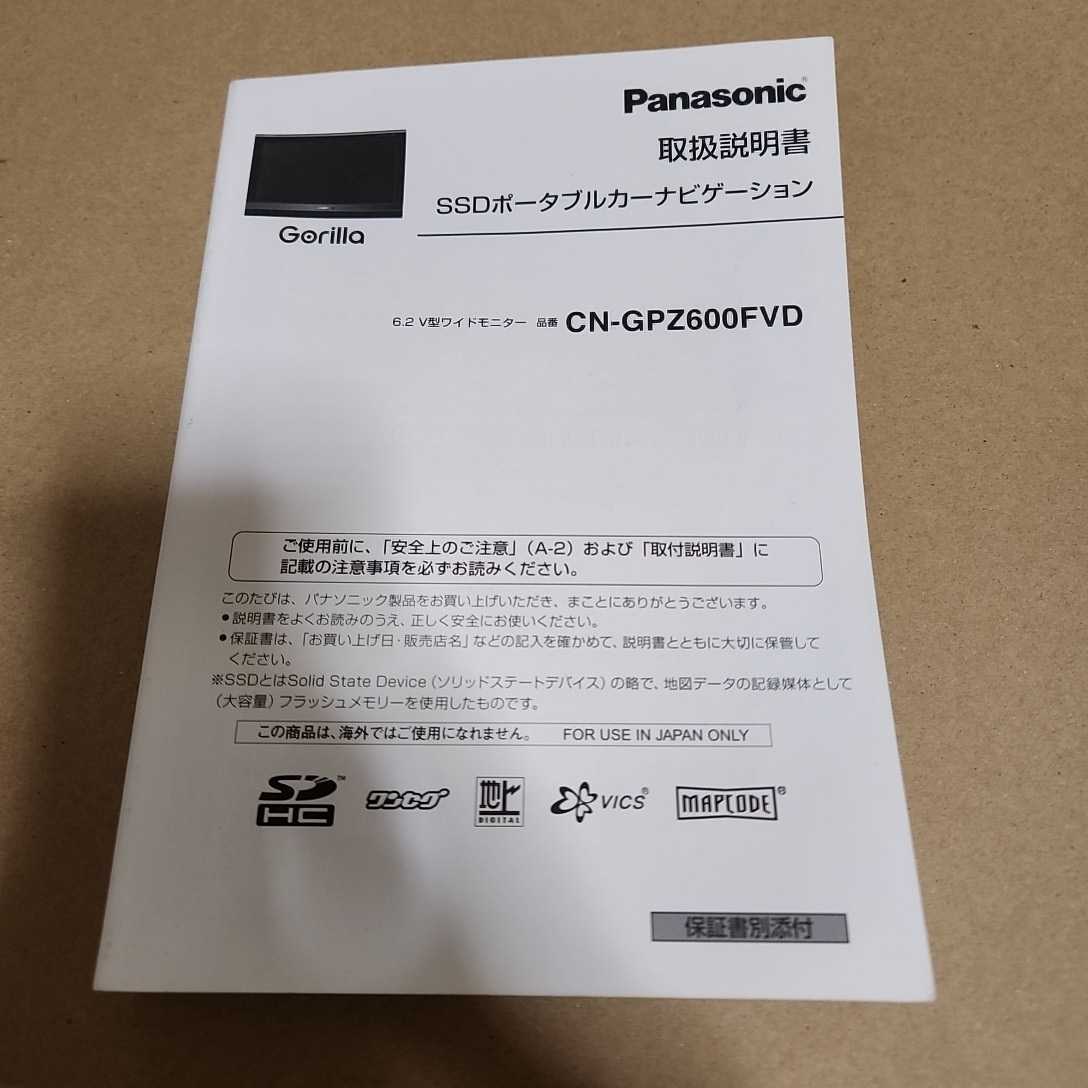 Panasonic®
取扱説明書
SSDポータブルカーナビゲーション
Gorilla
6.2 V型ワイドモニター 品番 CN-GPZ600FVD
ご使用前に、「安全上のご注意」(A-2)および「取付説明書」に
記載の注意事項を必ずお読みください。
このたびは、パナソニック製品をお買い上げいただき、まことにありがとうございます。
●説明書をよくお読みのうえ、正しく安全にお使いください。
●保証書は、「お買い上げ日・販売店名」などの記入を確かめて、説明書とともに大切に保管して
ください。
※SSDとはSolid State Device(ソリッドステートデバイス)の略で、地図データの記録媒体として
(大容量)フラッシュメモリーを使用したものです。
この商品は、海外ではご使用になれません。 FOR USE IN JAPAN ONLY
SD HC™ ワンセグ 地上 DIGITAL VICS® MAPCODE®
保証書別添付